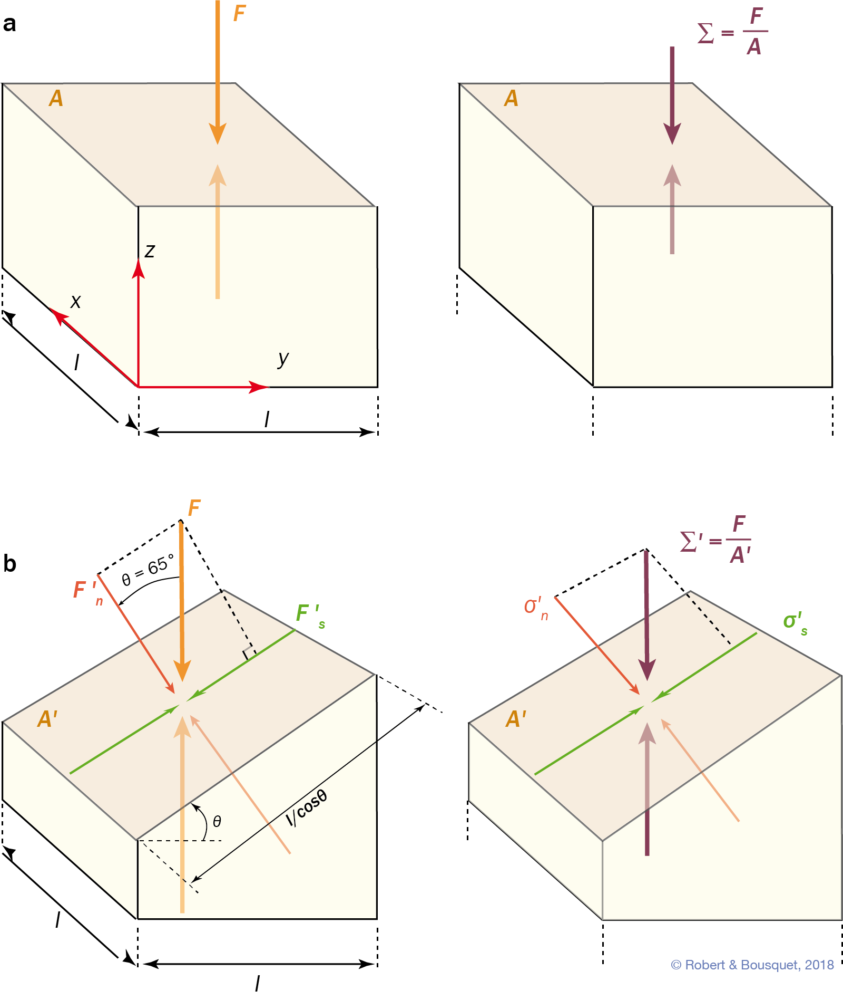 a
F
Σ = F/A
A
A
z
x
y
l
l
b
F
Σ' = F/A'
θ = 65°
F'n
σ'n
F's
σ's
A'
A'
l/cosθ
θ
l
l
© Robert & Bousquet, 2018